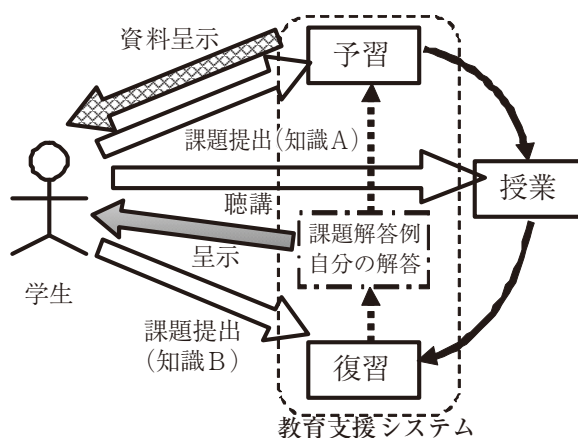 資料呈示
予習
課題提出(知識A)
授業
聴講
課題解答例
自分の解答
呈示
学生
課題提出
(知識B)
復習
教育支援システム